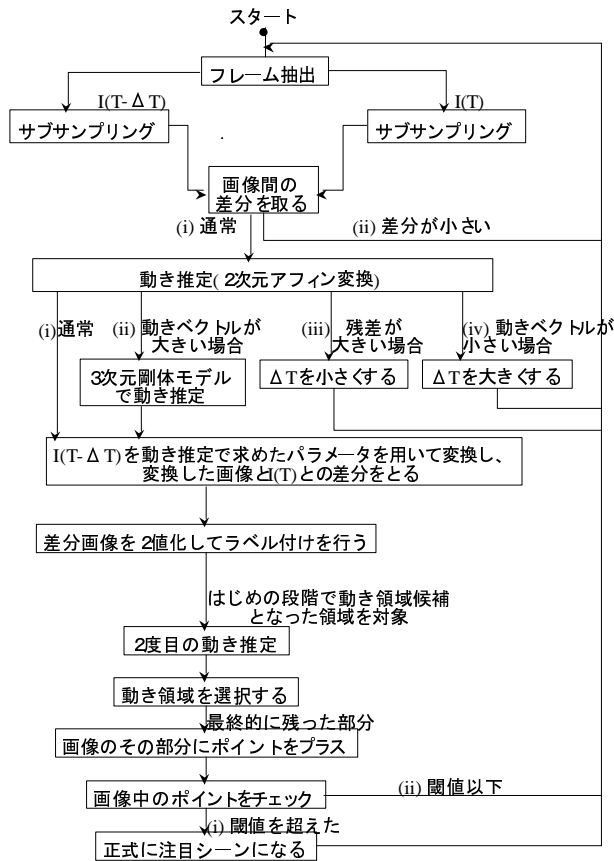 スタート
フレーム抽出
I(T-ΔT)
I(T)
サブサンプリング
サブサンプリング
画像間の
差分を取る
(i) 通常
(ii) 差分が小さい
動き推定(2次元アフィン変換)
(i)通常
(ii) 動きベクトルが
大きい場合
(iii) 残差が
大きい場合
(iv) 動きベクトルが
小さい場合
3次元剛体モデル
で動き推定
ΔTを小さくする
ΔTを大きくする
I(T-ΔT)を動き推定で求めたパラメータを用いて変換し、
変換した画像とI(T)との差分をとる
差分画像を2値化してラベル付けを行う
はじめの段階で動き領域候補
となった領域を対象
2度目の動き推定
動き領域を選択する
最終的に残った部分
画像のその部分にポイントをプラス
画像中のポイントをチェック
(ii) 閾値以下
(i) 閾値を超えた
正式に注目シーンになる